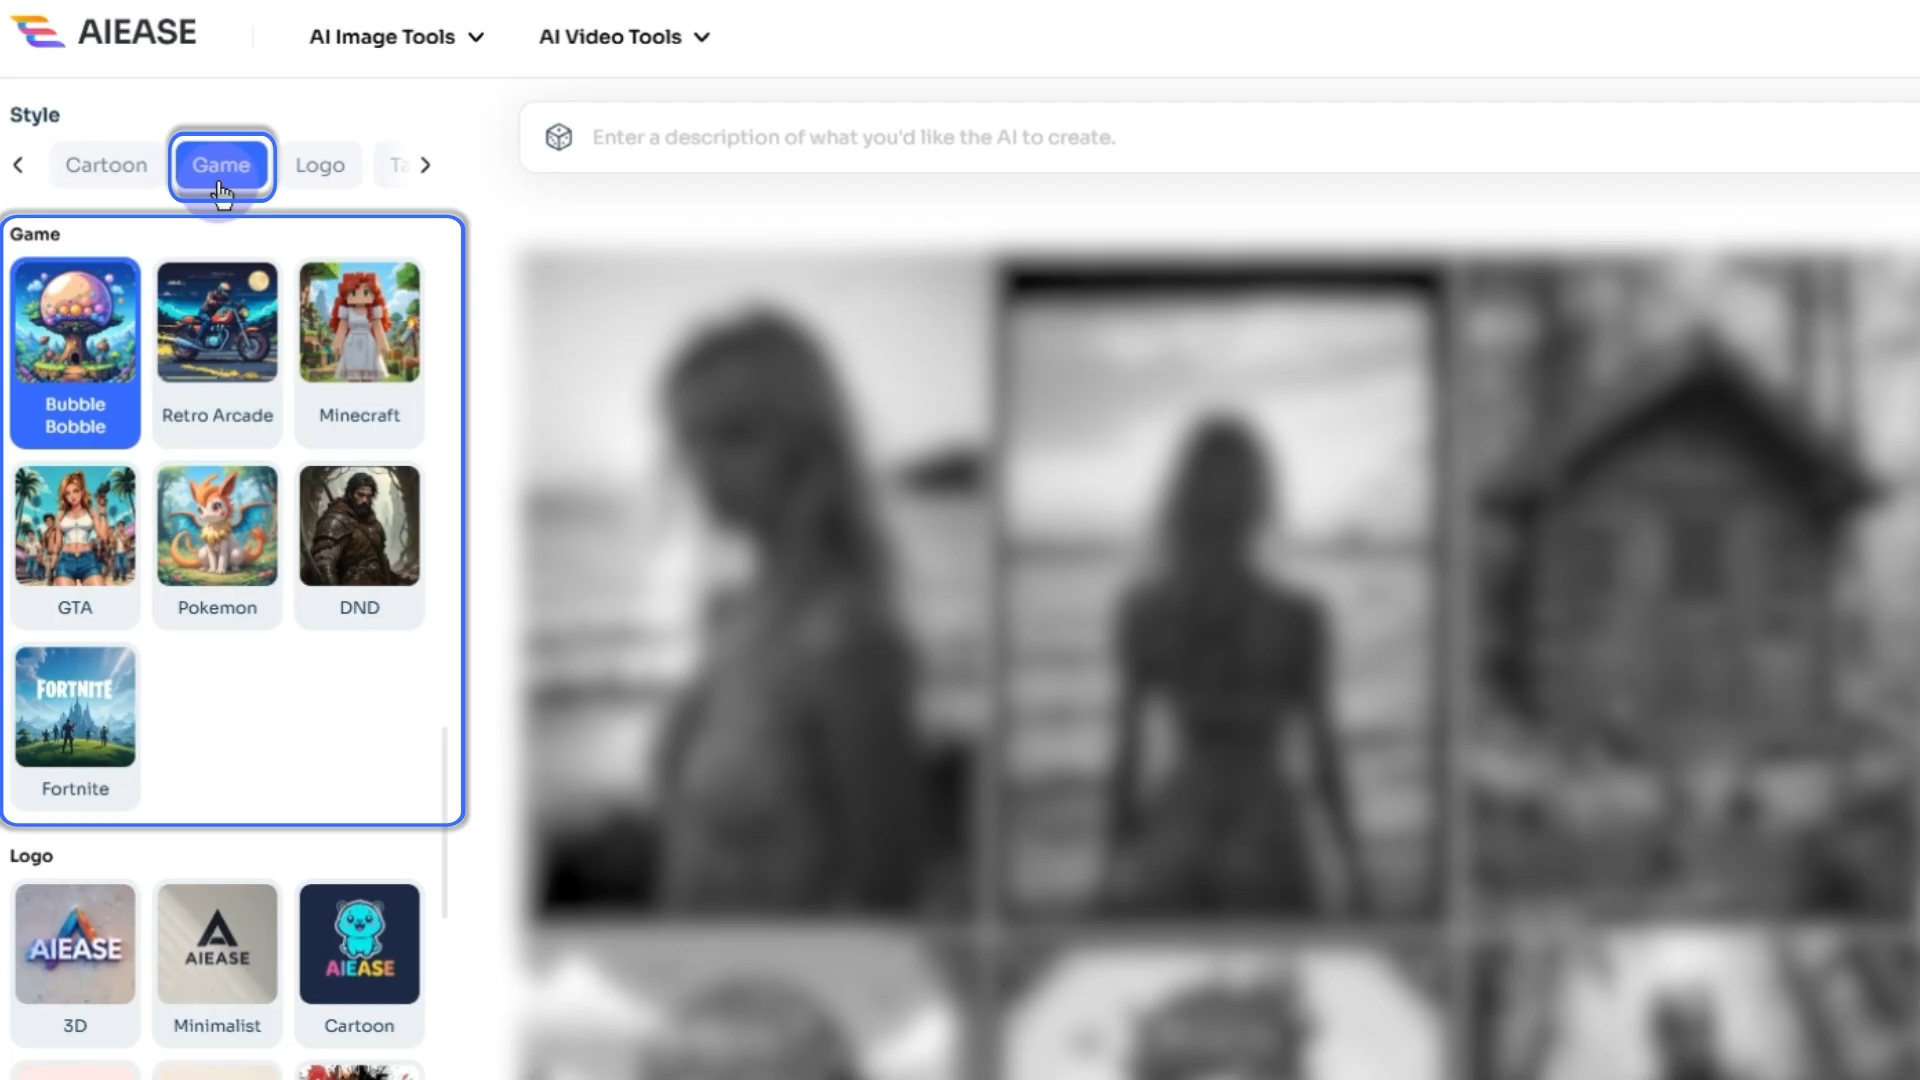 AIEASE
AI Image Tools
AI Video Tools
Style
Cartoon
Game
Logo
Ta
Enter a description of what you'd like the AI to create.
Game
Bubble
Bobble
Retro Arcade
Minecraft
GTA
Pokemon
DND
FORTNITE
Fortnite
Logo
AIEASE
AIEASE
AIEASE
3D
Minimalist
Cartoon